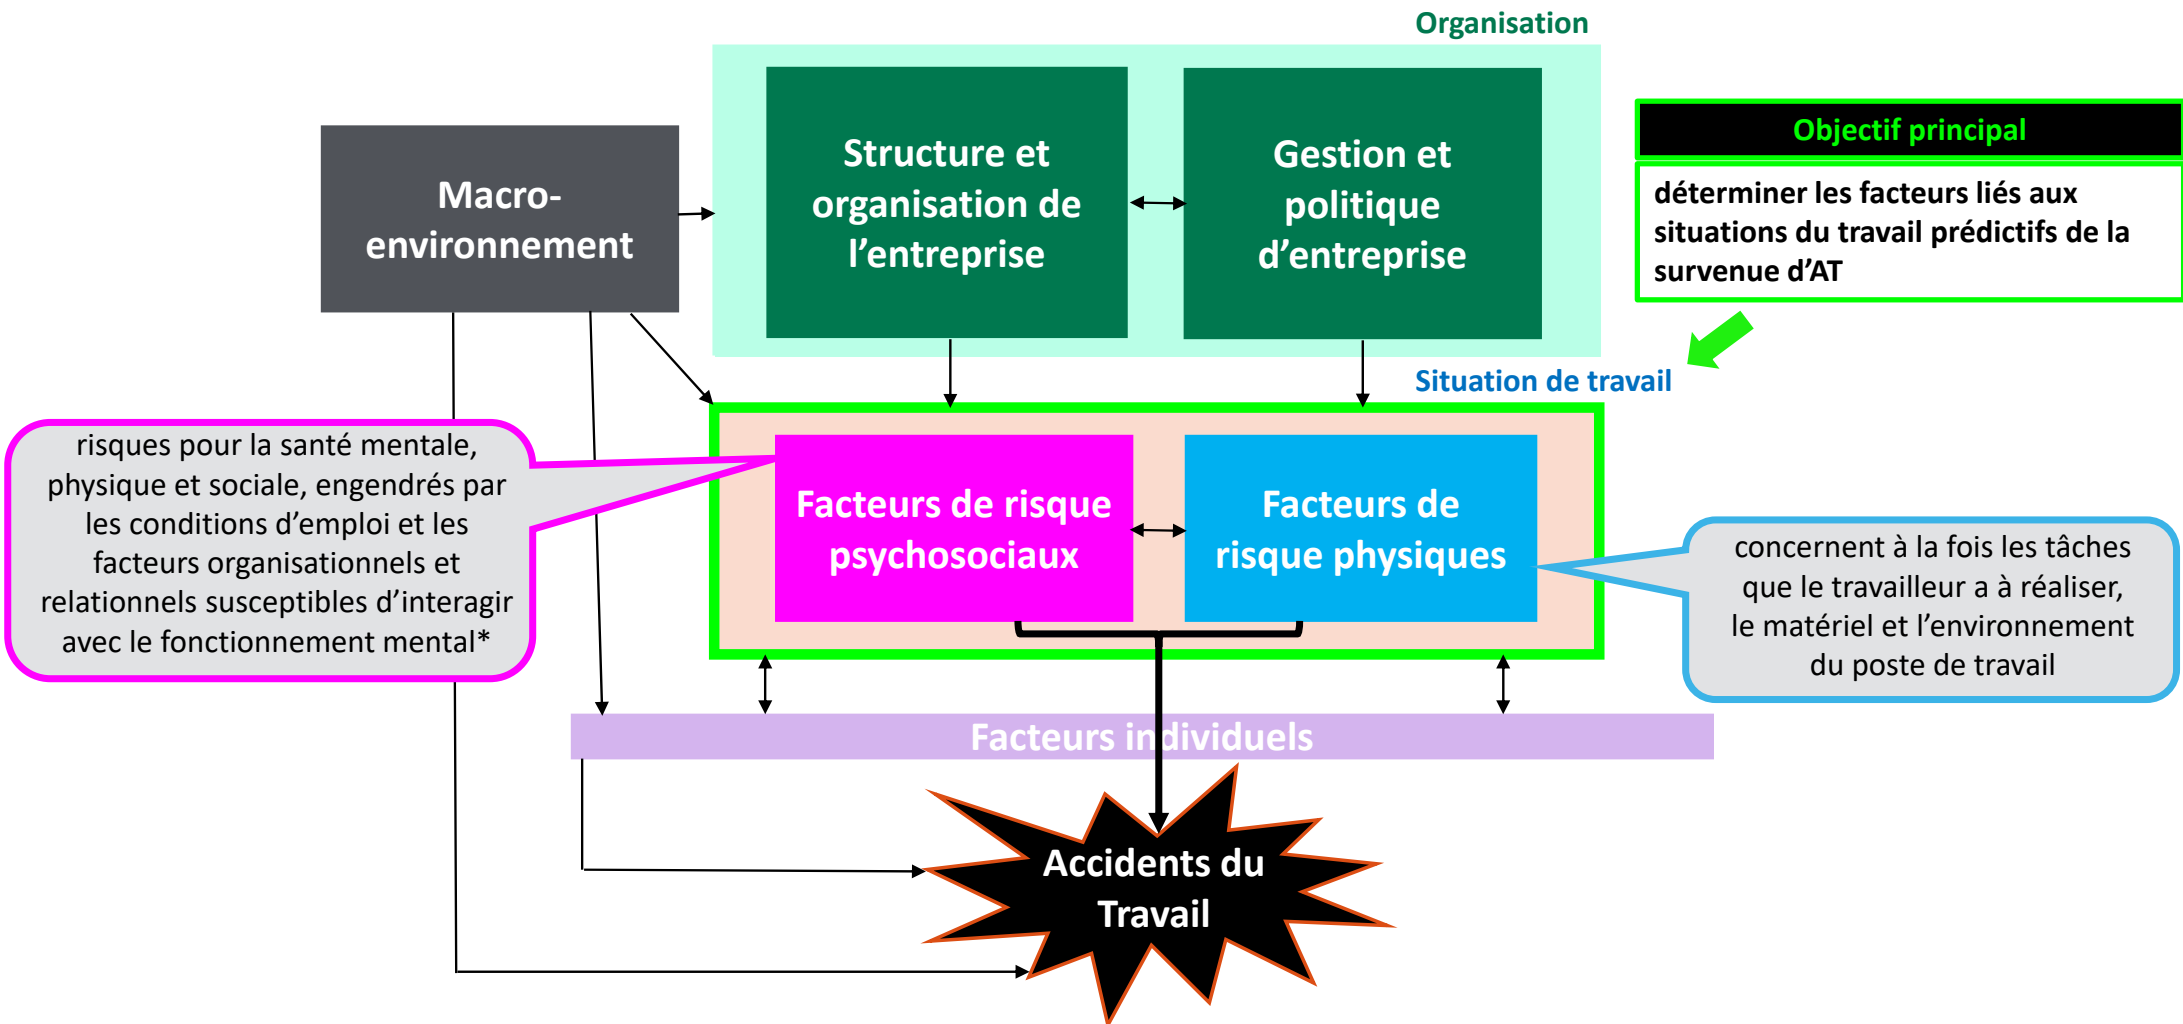 Organisation
Macro-
environnement
Structure et
organisation de
l’entreprise
Gestion et
politique
d’entreprise
Objectif principal
déterminer les facteurs liés aux
situations du travail prédictifs de la
survenue d’AT
Situation de travail
risques pour la santé mentale,
physique et sociale, engendrés par
les conditions d’emploi et les
facteurs organisationnels et
relationnels susceptibles d’interagir
avec le fonctionnement mental*
Facteurs de risque
psychosociaux
Facteurs de
risque physiques
concernent à la fois les tâches
que le travailleur a à réaliser,
le matériel et l’environnement
du poste de travail
Facteurs individuels
Accidents du
Travail